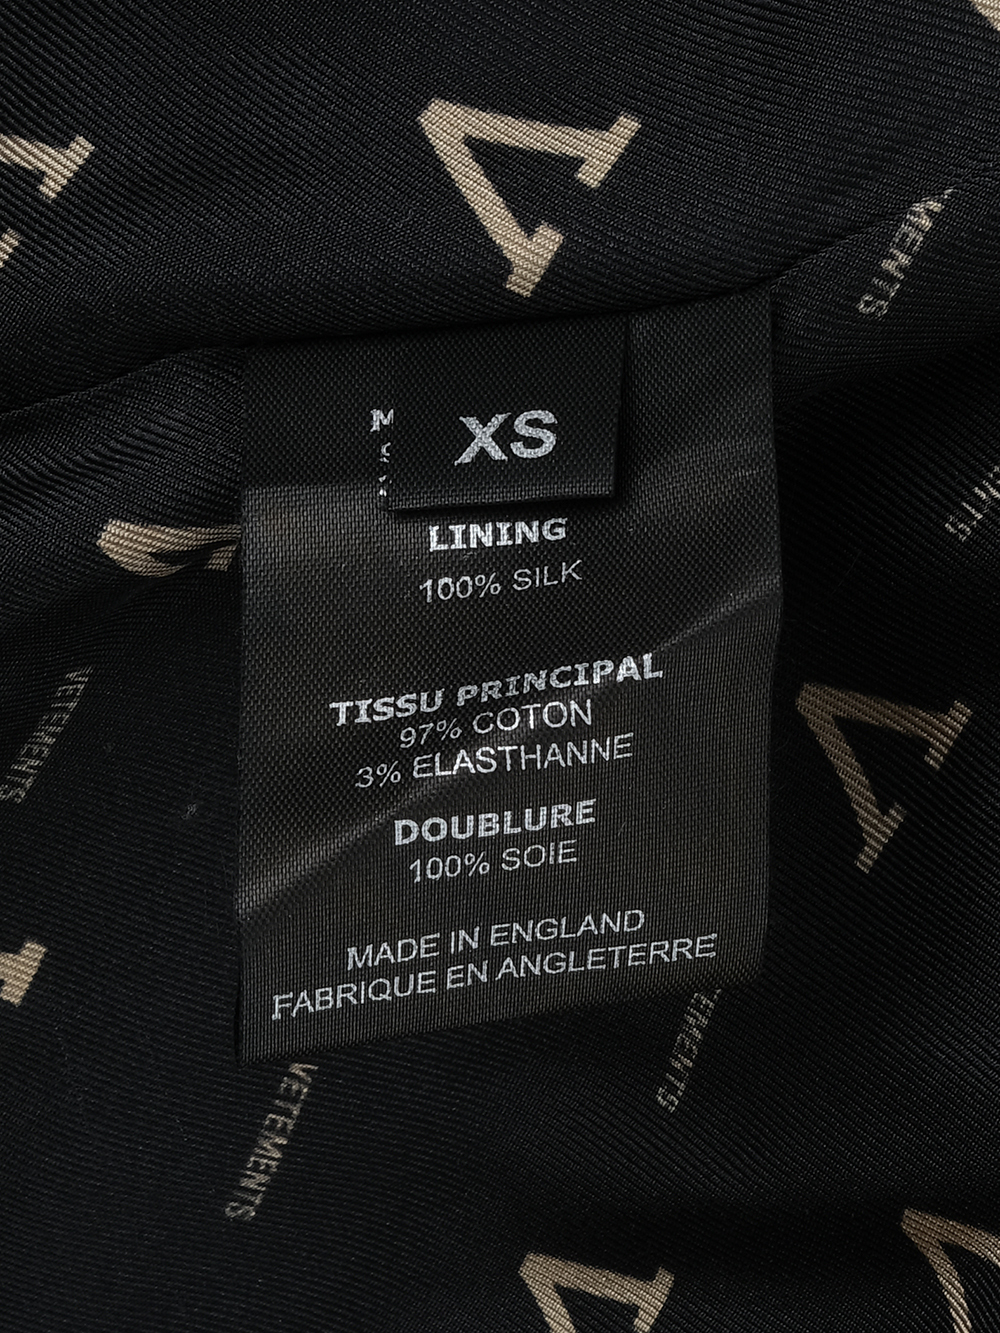 XS
LINING
100% SILK
TISSU PRINCIPAL
97% COTON
3% ELASTHANNE
DOUBLURE
100% SOIE
MADE IN ENGLAND
FABRIQUE EN ANGLETERRE
VETEMENTS
VETEMENTS